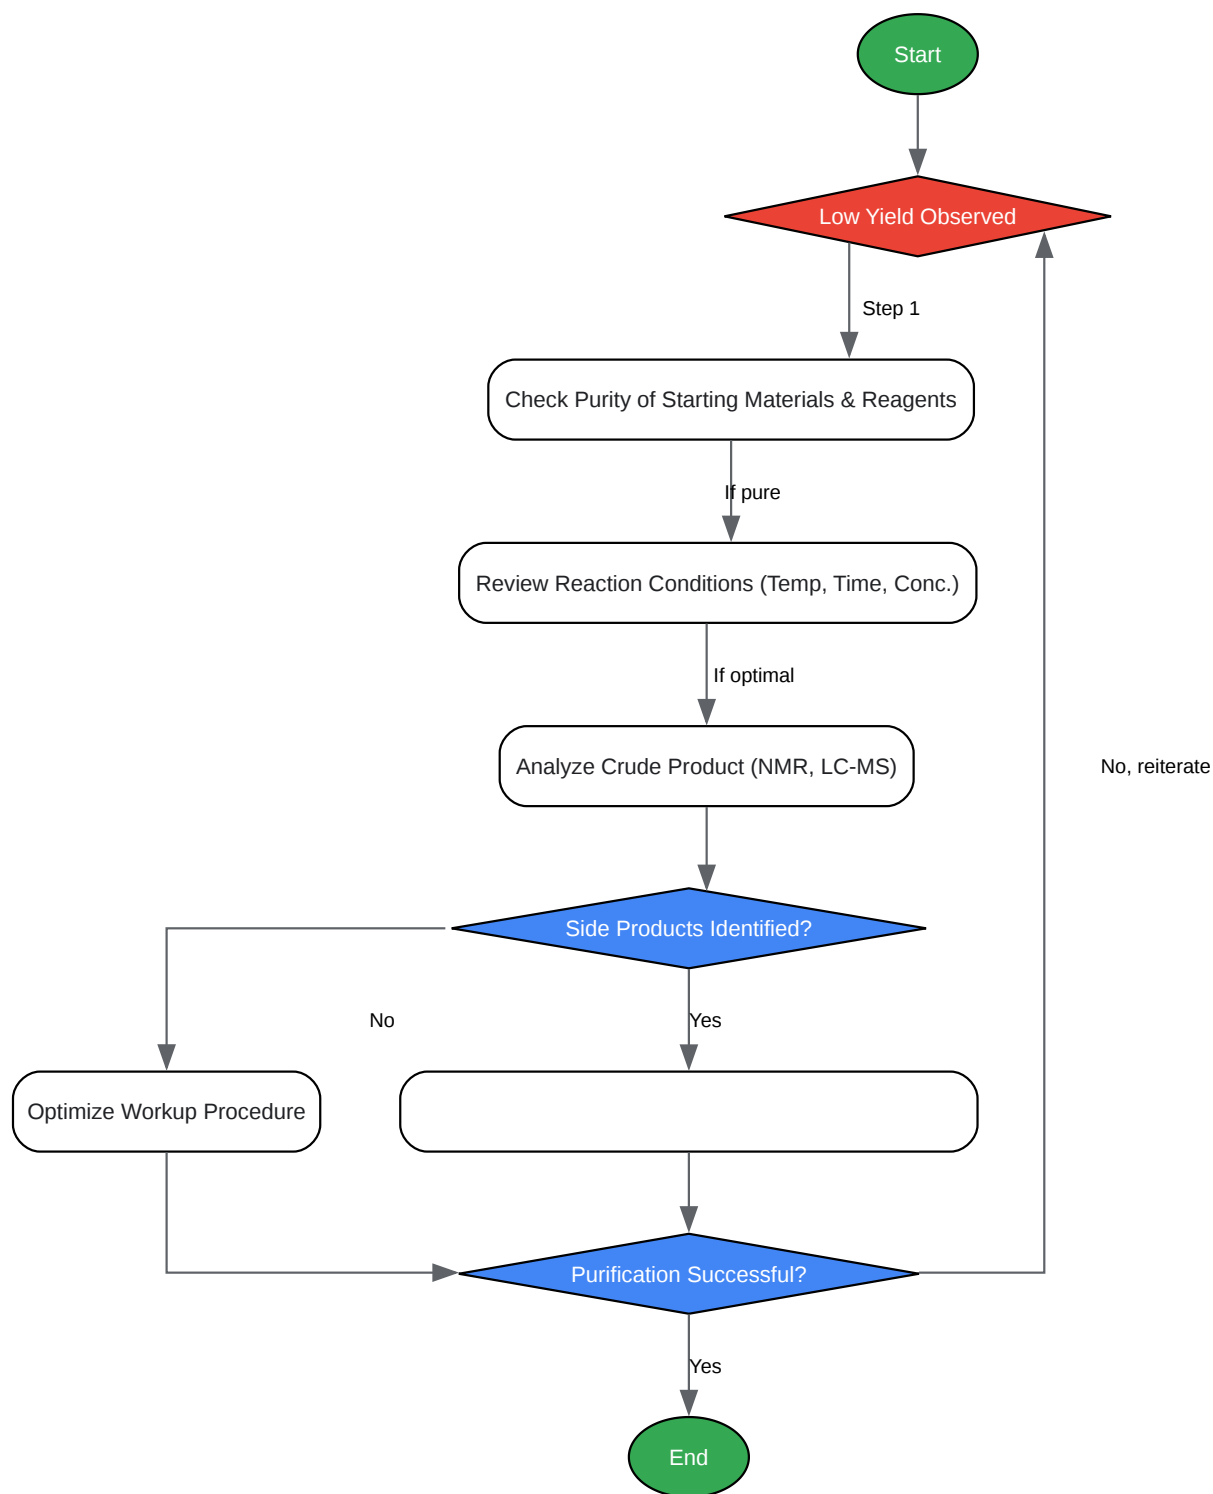 Start
Low Yield Observed
Step 1
Check Purity of Starting Materials & Reagents
If pure
Review Reaction Conditions (Temp, Time, Conc.)
If optimal
Analyze Crude Product (NMR, LC-MS)
No, reiterate
Side Products Identified?
No
Yes
Optimize Workup Procedure
Purification Successful?
Yes
End